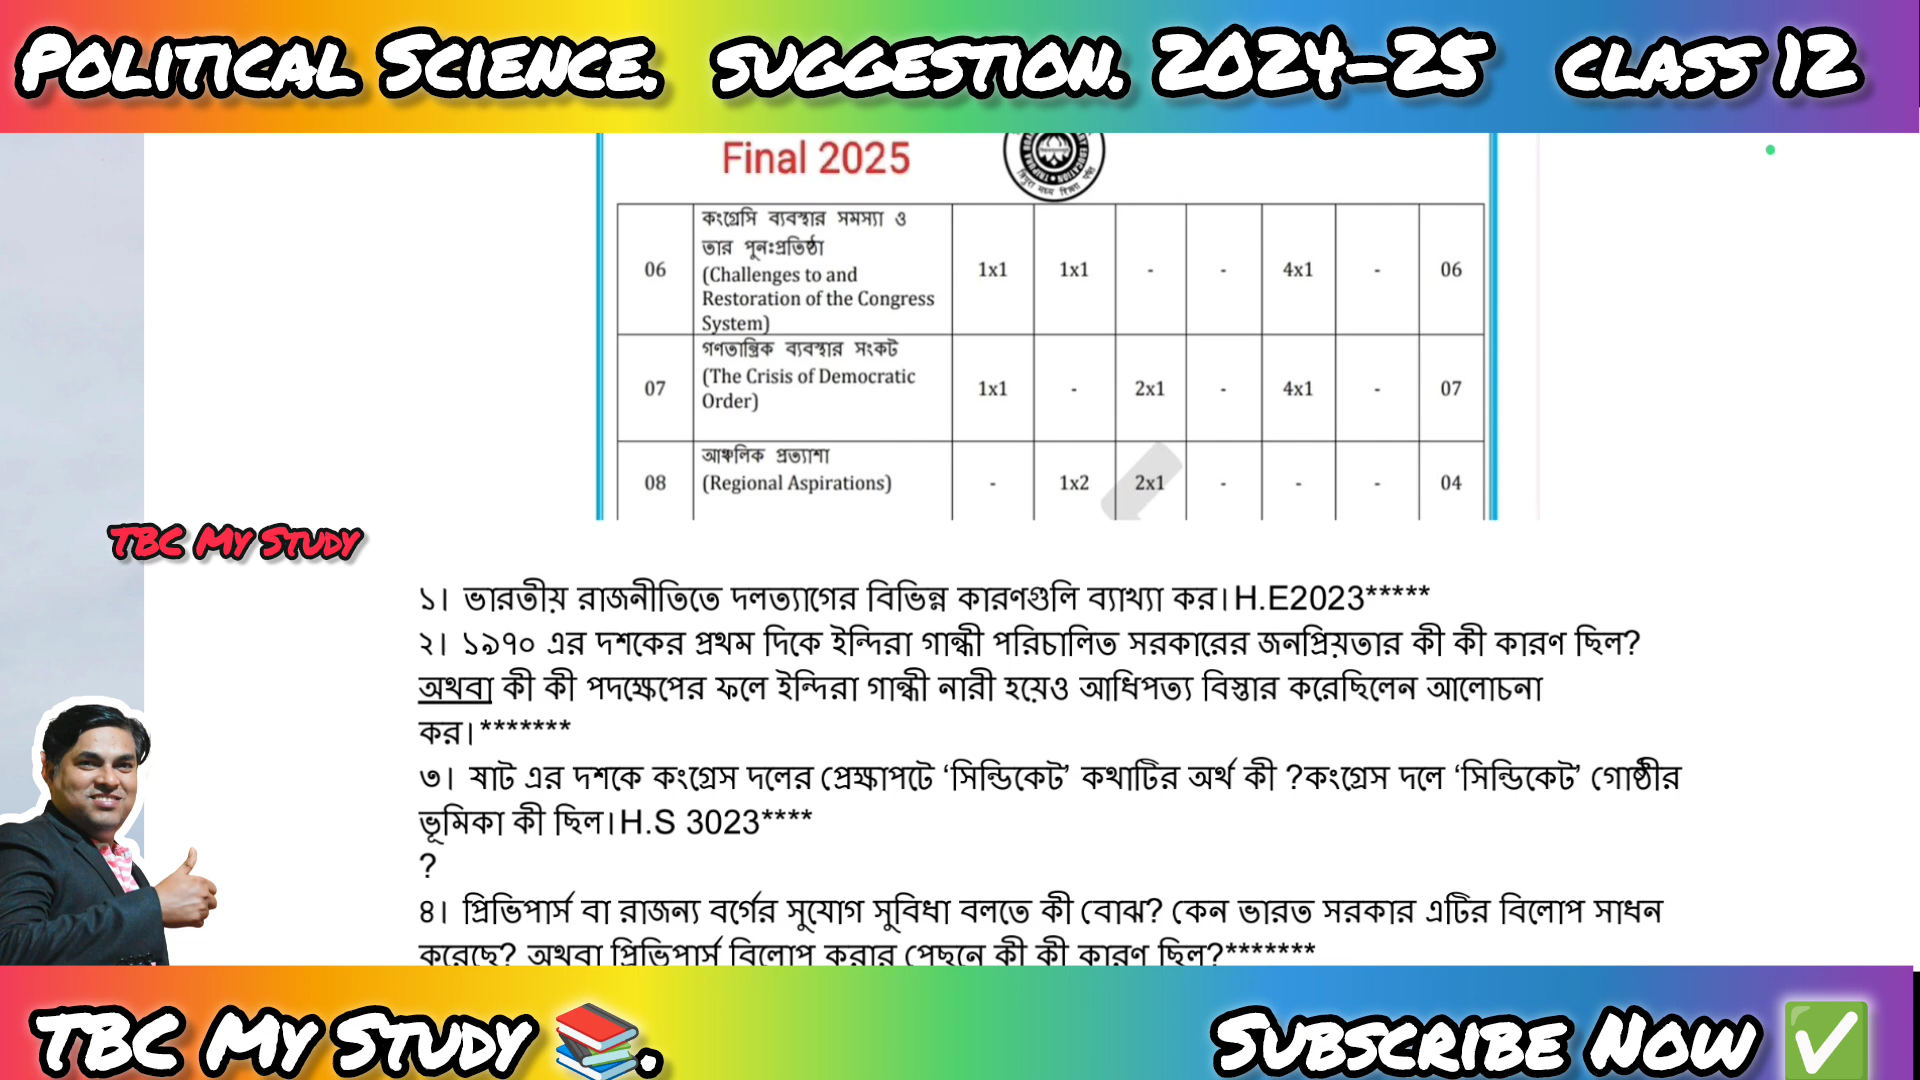 POLITICAL SCIENCE. SUGGESTION. 2024-25 CLASS 12
Final 2025
ত্রিপুরা মধ্য শিক্ষা পর্ষদ
06 কংগ্রেসি ব্যবস্থার সমস্যা ও তার পুনঃপ্রতিষ্ঠা (Challenges to and Restoration of the Congress System) 1x1 1x1 - - 4x1 - 06
07 গণতান্ত্রিক ব্যবস্থার সংকট (The Crisis of Democratic Order) 1x1 - 2x1 - 4x1 - 07
08 আঞ্চলিক প্রত্যাশা (Regional Aspirations) - 1x2 2x1 - - - 04
TBC MY STUDY
১। ভারতীয় রাজনীতিতে দলত্যাগের বিভিন্ন কারণগুলি ব্যাখ্যা কর।H.E2023*****
২। ১৯৭০ এর দশকের প্রথম দিকে ইন্দিরা গান্ধী পরিচালিত সরকারের জনপ্রিয়তার কী কী কারণ ছিল?
অথবা কী কী পদক্ষেপের ফলে ইন্দিরা গান্ধী নারী হয়েও আধিপত্য বিস্তার করেছিলেন আলোচনা
কর।*******
৩। ষাট এর দশকে কংগ্রেস দলের প্রেক্ষাপটে ‘সিন্ডিকেট’ কথাটির অর্থ কী ?কংগ্রেস দলে ‘সিন্ডিকেট’ গোষ্ঠীর
ভূমিকা কী ছিল।H.S 3023****
?
৪। প্রিভিপার্স বা রাজন্য বর্গের সুযোগ সুবিধা বলতে কী বোঝ? কেন ভারত সরকার এটির বিলোপ সাধন
করেছে? অথবা প্রিভিপার্স বিলোপ করার পেছনে কী কী কারণ ছিল?*******
TBC MY STUDY .
SUBSCRIBE NOW